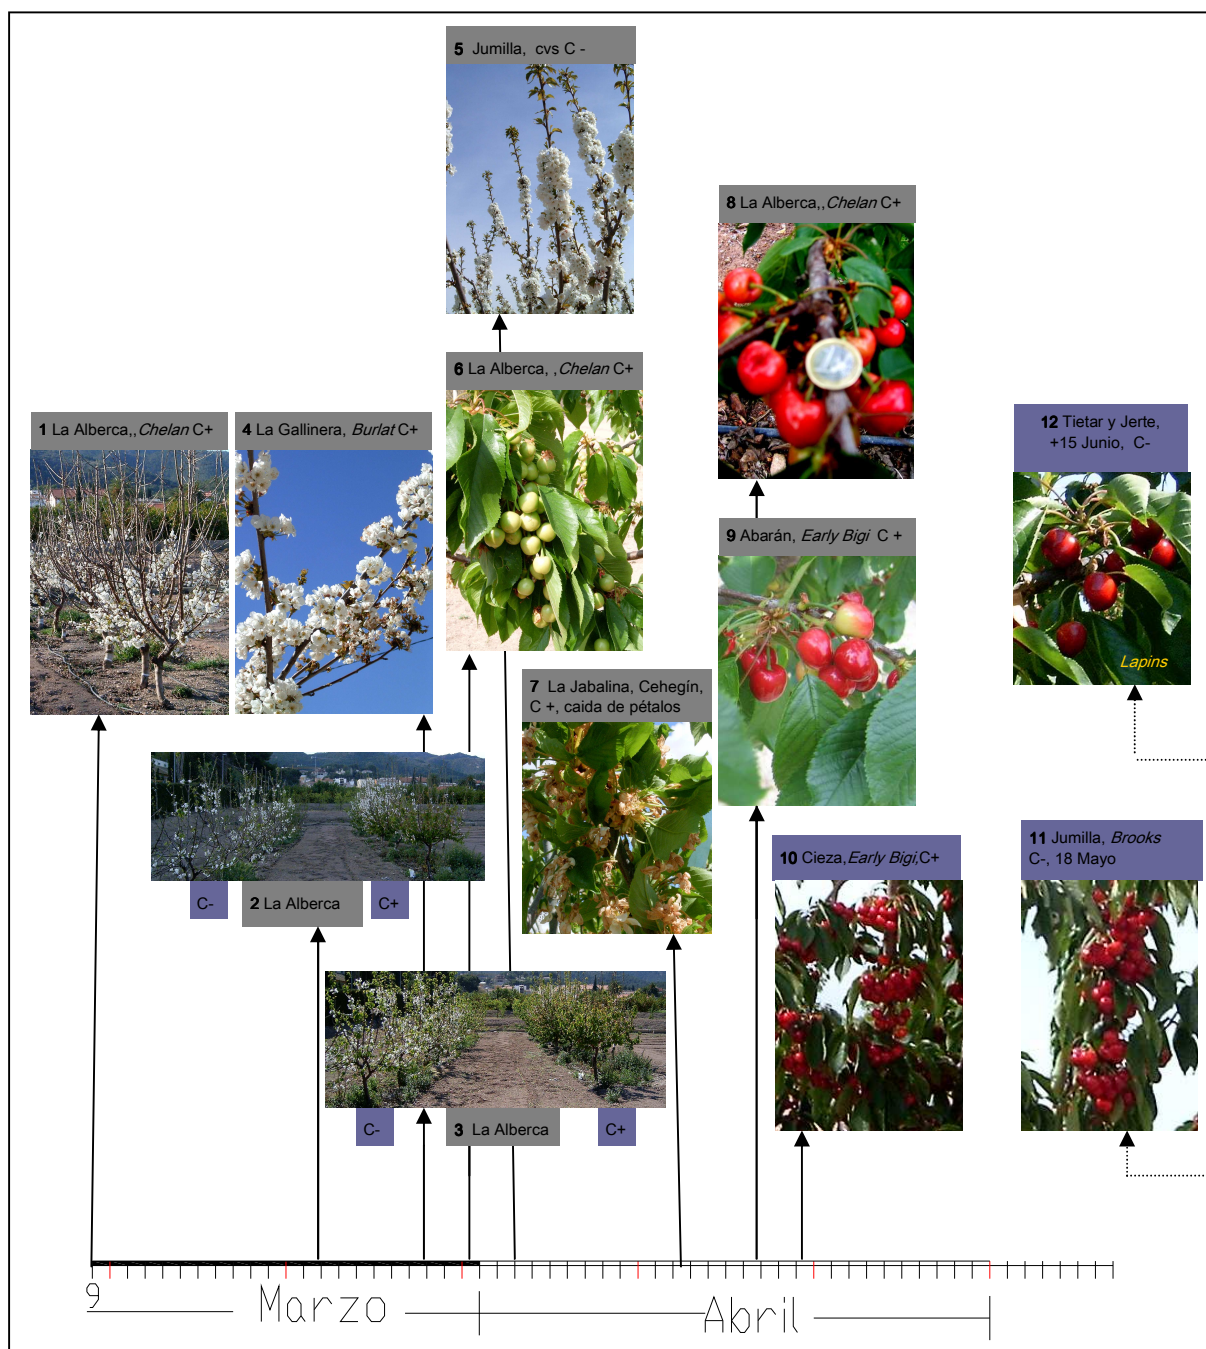 5 Jumilla, cvs C -
8 La Alberca,,Chelan C+
6 La Alberca, ,Chelan C+
1 La Alberca,,Chelan C+
4 La Gallinera, Burlat C+
12 Tietar y Jerte,
+15 Junio, C-
Lapins
9 Abarán, Early Bigi C +
7 La Jabalina, Cehegín,
C +, caida de pétalos
10 Cieza,Early Bigi,C+
11 Jumilla, Brooks
C-, 18 Mayo
C-
2 La Alberca
C+
C-
3 La Alberca
C+
9
Marzo
Abril